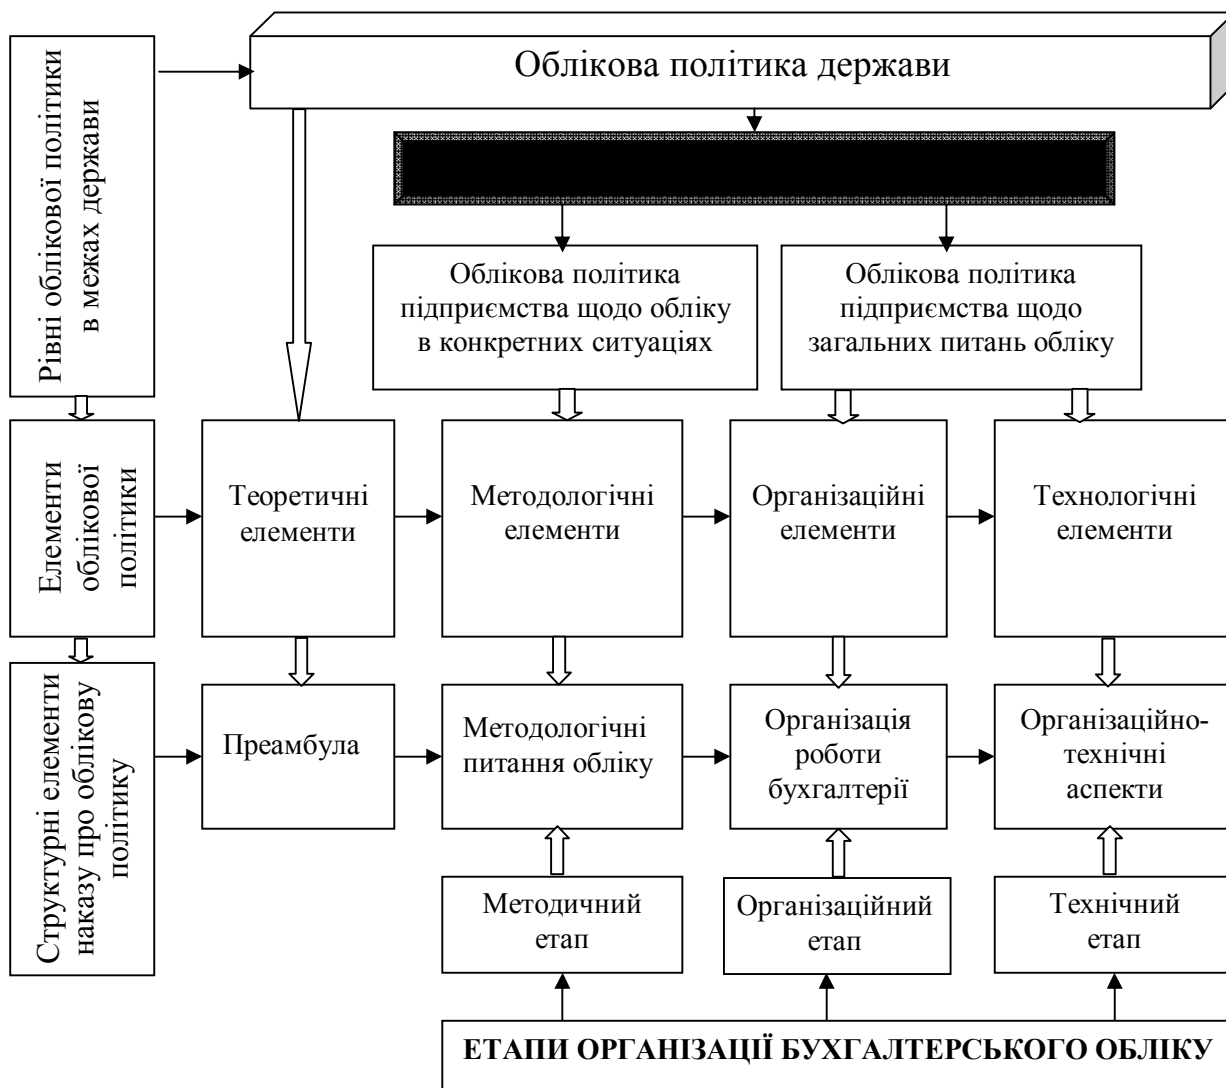 Облікова політика держави
Рівні облікової політики
в межах держави
Облікова політика
підприємства щодо обліку
в конкретних ситуаціях
Облікова політика
підприємства щодо
загальних питань обліку
Елементи
облікової
політики
Теоретичні
елементи
Методологічні
елементи
Організаційні
елементи
Технологічні
елементи
Структурні елементи
наказу про облікову
політику
Преамбула
Методологічні
питання обліку
Організація
роботи
бухгалтерії
Організаційно-
технічні
аспекти
Методичний
етап
Організаційний
етап
Технічний
етап
ЕТАПИ ОРГАНІЗАЦІЇ БУХГАЛТЕРСЬКОГО ОБЛІКУ